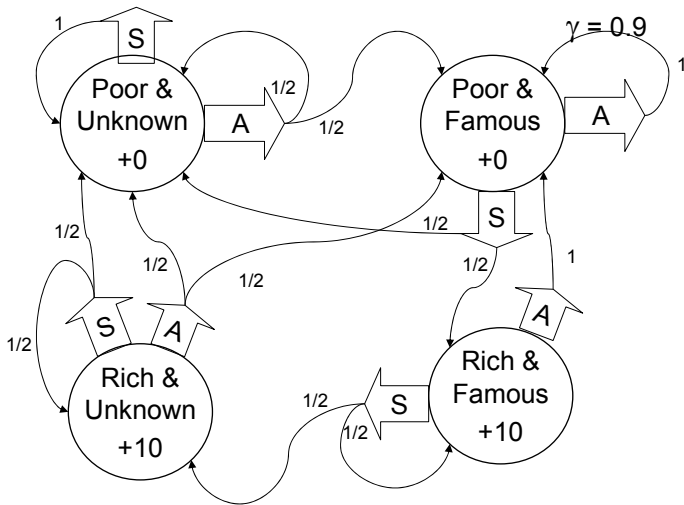 1
S
γ = 0.9
Poor &
Unknown
+0
A
1/2
1/2
Poor &
Famous
+0
A
1
S
1/2
1/2
1/2
1/2
1/2
1
S
A
A
1/2
Rich &
Unknown
+10
1/2
1/2
S
Rich &
Famous
+10